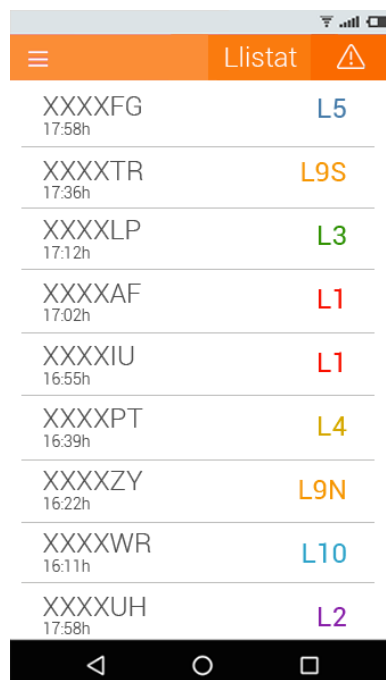 Llistat
XXXXFG L5
17:58h
XXXXTR L9S
17:36h
XXXXLP L3
17:12h
XXXXAF L1
17:02h
XXXXIU L1
16:55h
XXXXPT L4
16:39h
XXXXZY L9N
16:22h
XXXXWR L10
16:11h
XXXXUH L2
17:58h